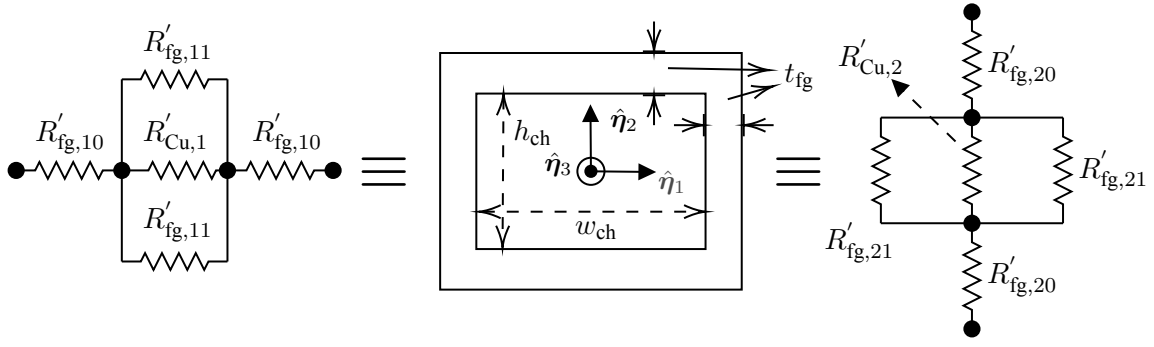 R′fg,11
R′fg,10 R′Cu,1 R′fg,10
R′fg,11
tfg
hch
η̂2
η̂3
η̂1
wch
R′Cu,2
R′fg,20
R′fg,21
R′fg,21
R′fg,20